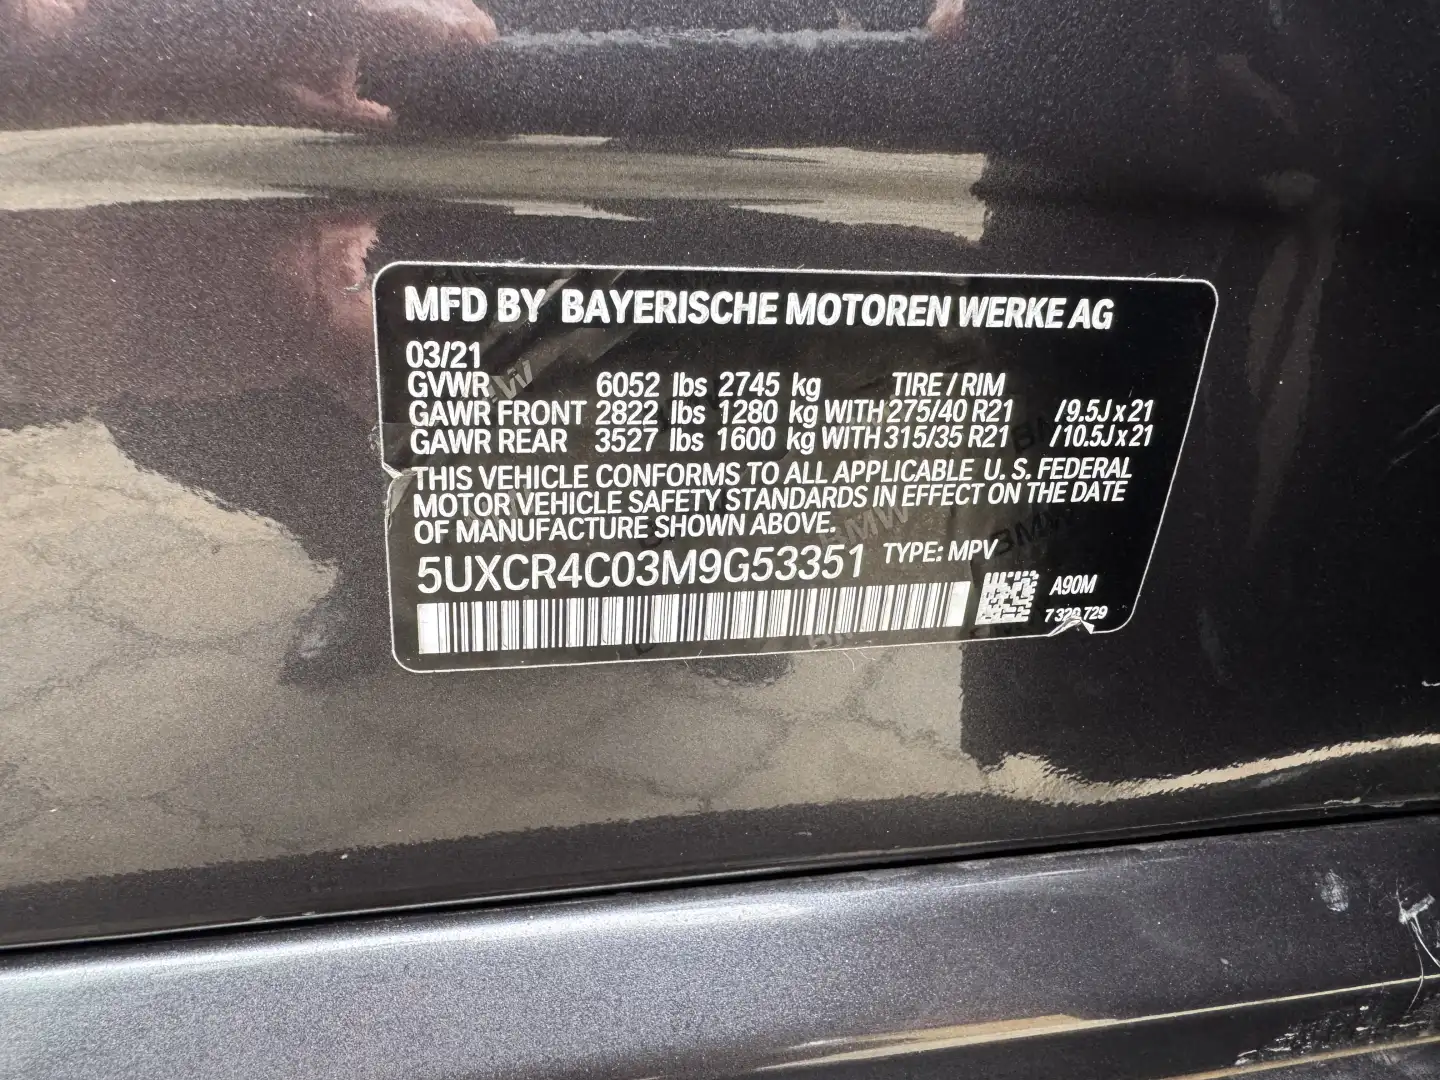 MFD BY BAYERISCHE MOTOREN WERKE AG
03/21
GVWR 6052 lbs 2745 kg TIRE / RIM
GAWR FRONT 2822 lbs 1280 kg WITH 275/40 R21 / 9.5J x 21
GAWR REAR 3527 lbs 1600 kg WITH 315/35 R21 / 10.5J x 21
THIS VEHICLE CONFORMS TO ALL APPLICABLE U. S. FEDERAL
MOTOR VEHICLE SAFETY STANDARDS IN EFFECT ON THE DATE
OF MANUFACTURE SHOWN ABOVE.
5UXCR4C03M9G53351 TYPE: MPV
A90M
7 329 729